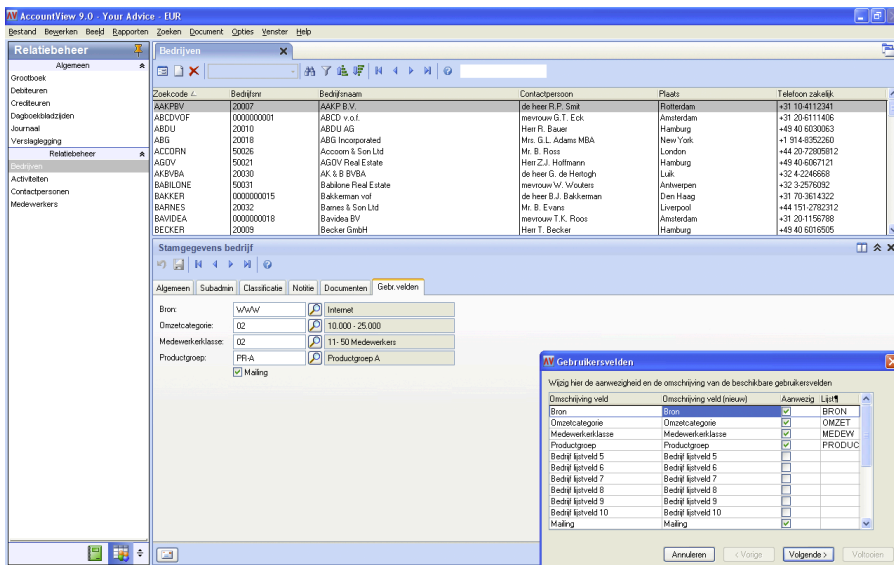 AccountView 9.0 - Your Advice - EUR
Bestand Bewerken Beeld Rapporten Zoeken Document Opties Venster Help
Relatiebeheer
Algemeen
Grootboek
Debiteuren
Crediteuren
Dagboekbladzijden
Journaal
Verslaglegging
Relatiebeheer
Bedrijven
Activiteiten
Contactpersonen
Medewerkers
Bedrijven
Zoekcode Bedrijfsnr Bedrijfsnaam Contactpersoon Plaats Telefoon zakelijk
AAKPBV 20007 AAKP B.V. de heer R.P. Smit Rotterdam +31 10-4112341
ABCDVOF 0000000001 ABCD v.o.f. mevrouw G.T. Eck Amsterdam +31 20-6111406
ABDU 20010 ABDU AG Herr R. Bauer Hamburg +49 40 6030063
ABG 20018 ABG Incorporated Mrs. G.L. Adams MBA New York +1 914-8352260
ACCORN 50026 Accoorn & Son Ltd Mr. B. Ross London +44 20-72805812
AGOV 50021 AGOV Real Estate Herr Z.J. Hoffmann Hamburg +49 40-6067121
AKBVBA 20030 AK & B BVBA de heer G. de Hertogh Luik +32 4-2246668
BABILONE 50031 Babilone Real Estate mevrouw W. Wouters Antwerpen +32 3-2576092
BAKKER 0000000015 Bakkerman vof de heer B.J. Bakkerman Den Haag +31 70-3614322
BARNES 20032 Barnes & Son Ltd Mr. B. Evans Liverpool +44 151-2782312
BAVIDEA 0000000018 Bavidea BV mevrouw T.K. Roos Amsterdam +31 20-1156788
BECKER 20009 Becker GmbH Herr T. Becker Hamburg +49 40 6016505
Stamgegevens bedrijf
Algemeen Subadmin Classificatie Notitie Documenten Gebr.velden
Bron: WWW Internet
Omzetcategorie: 02 10.000 - 25.000
Medewerkerklasse: 02 11- 50 Medewerkers
Productgroep: PR-A Productgroep A
Mailing
Gebruikersvelden
Wijzig hier de aanwezigheid en de omschrijving van de beschikbare gebruikersvelden
Omschrijving veld Omschrijving veld (nieuw) Aanwezig Lijst¶
Bron Bron BRON
Omzetcategorie Omzetcategorie OMZET
Medewerkerklasse Medewerkerklasse MEDEW
Productgroep Productgroep PRODUC
Bedrijf lijstveld 5 Bedrijf lijstveld 5
Bedrijf lijstveld 6 Bedrijf lijstveld 6
Bedrijf lijstveld 7 Bedrijf lijstveld 7
Bedrijf lijstveld 8 Bedrijf lijstveld 8
Bedrijf lijstveld 9 Bedrijf lijstveld 9
Bedrijf lijstveld 10 Bedrijf lijstveld 10
Mailing Mailing
Annuleren < Vorige Volgende > Voltooien